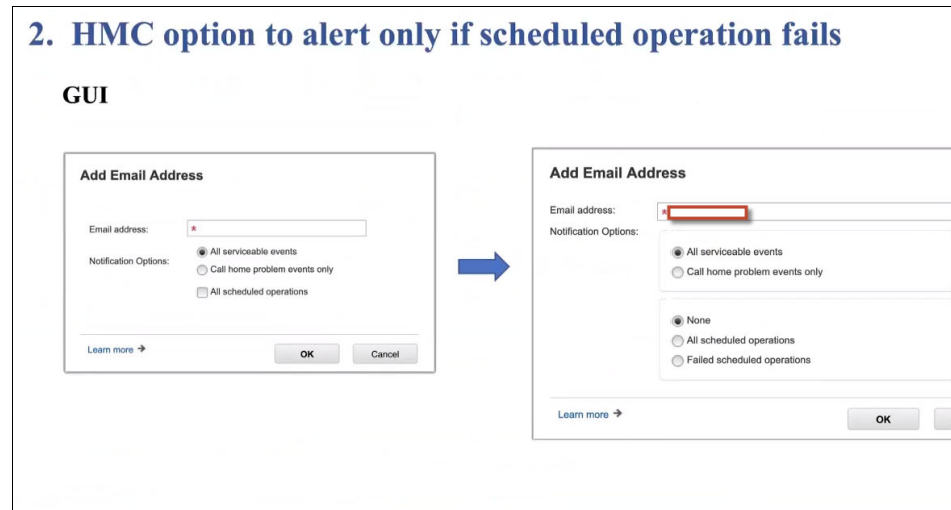 2. HMC option to alert only if scheduled operation fails
GUI
Add Email Address
Email address: *
Notification Options:
All serviceable events
Call home problem events only
All scheduled operations
Learn more →
OK
Cancel
Add Email Address
Email address: *
Notification Options:
All serviceable events
Call home problem events only
None
All scheduled operations
Failed scheduled operations
Learn more →
OK